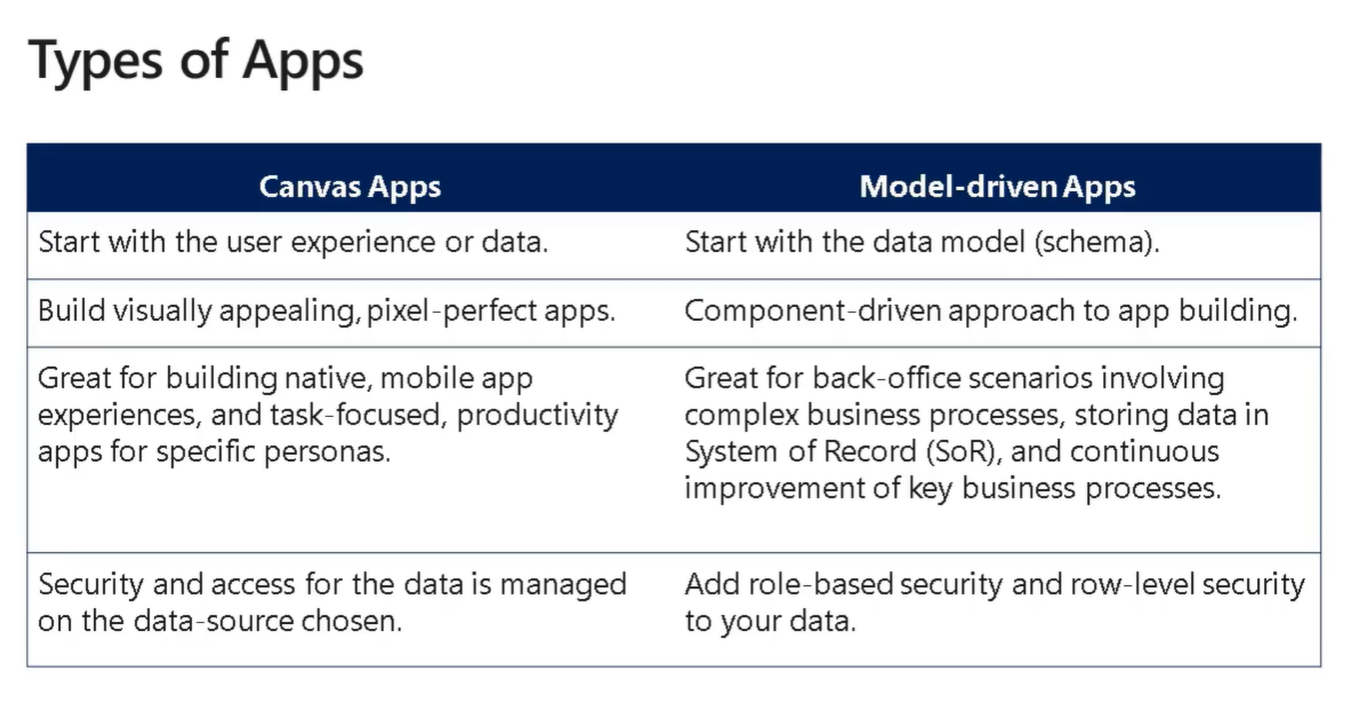 Types of Apps
Canvas Apps
Model-driven Apps
Start with the user experience or data.
Start with the data model (schema).
Build visually appealing, pixel-perfect apps.
Component-driven approach to app building.
Great for building native, mobile app
experiences, and task-focused, productivity
apps for specific personas.
Great for back-office scenarios involving
complex business processes, storing data in
System of Record (SoR), and continuous
improvement of key business processes.
Security and access for the data is managed
on the data-source chosen.
Add role-based security and row-level security
to your data.